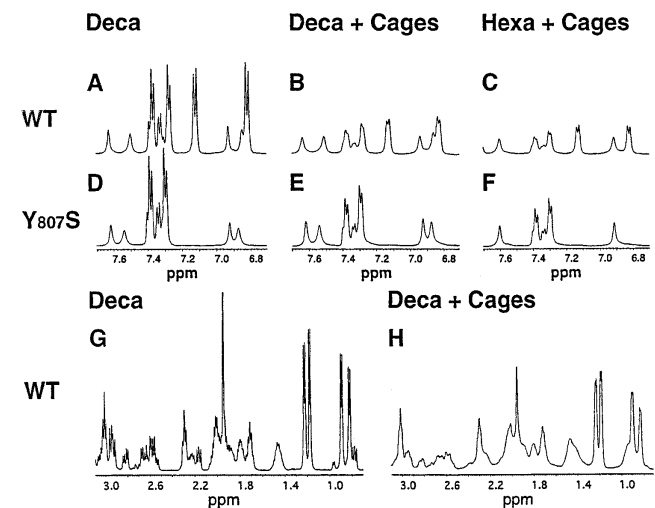 Deca Deca + Cages Hexa + Cages
A B C
WT
D E F
Y807S
7.6 7.4 7.2 7.0 6.8 7.6 7.4 7.2 7.0 6.8 7.6 7.4 7.2 7.0 6.8
ppm ppm ppm
Deca Deca + Cages
G H
WT
3.0 2.6 2.2 1.8 1.4 1.0 3.0 2.6 2.2 1.8 1.4 1.0
ppm ppm